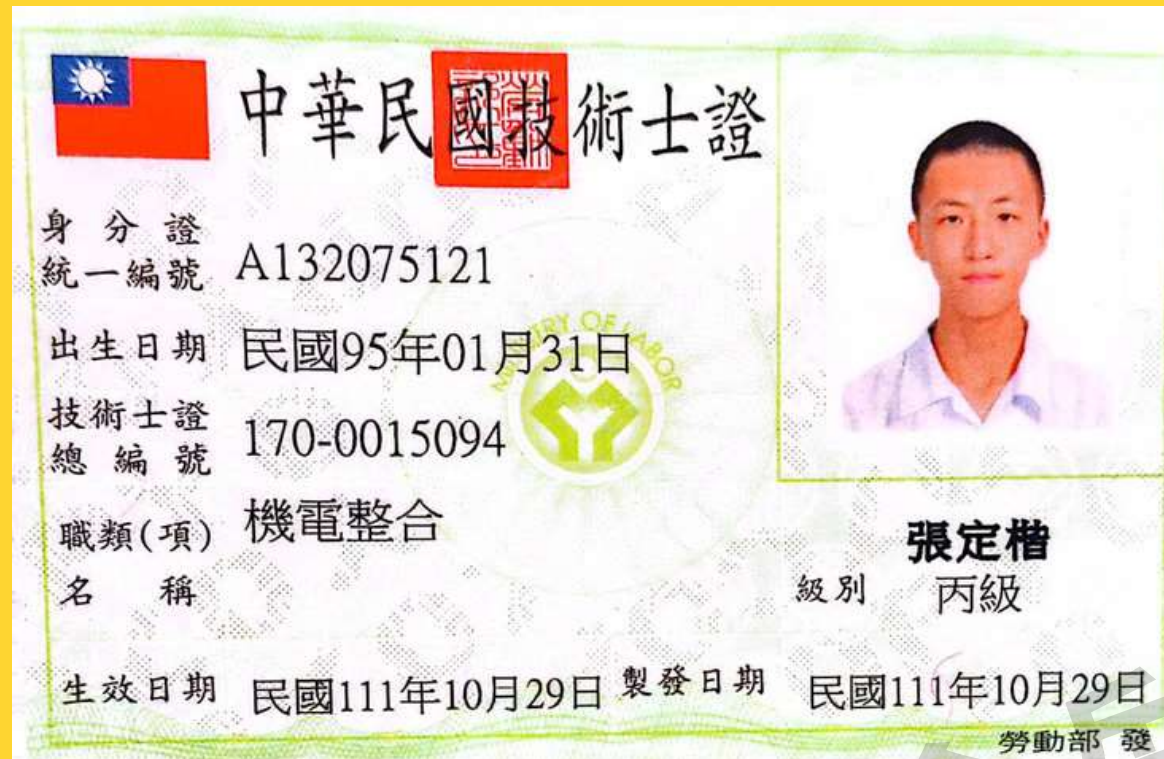 中華民國技術士證
身分證
統一編號 A132075121
出生日期 民國95年01月31日
技術士證
總編號 170-0015094
職類(項) 機電整合
名稱
張定楷
級別 丙級
生效日期 民國111年10月29日 製發日期 民國111年10月29日
勞動部 發
MINISTRY OF LABOR